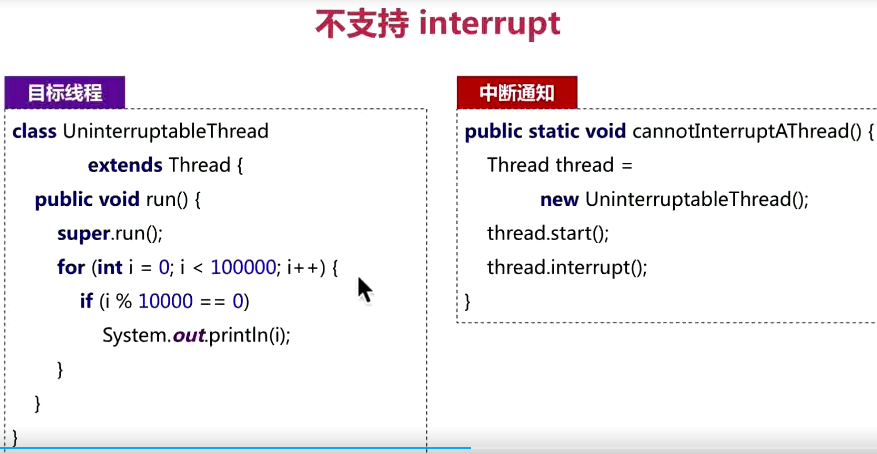 不支持 interrupt
目标线程
class UninterruptableThread
extends Thread {
public void run() {
super.run();
for (int i = 0; i < 100000; i++) {
if (i % 10000 == 0)
System.out.println(i);
}
}
}
中断通知
public static void cannotInterruptAThread() {
Thread thread =
new UninterruptableThread();
thread.start();
thread.interrupt();
}